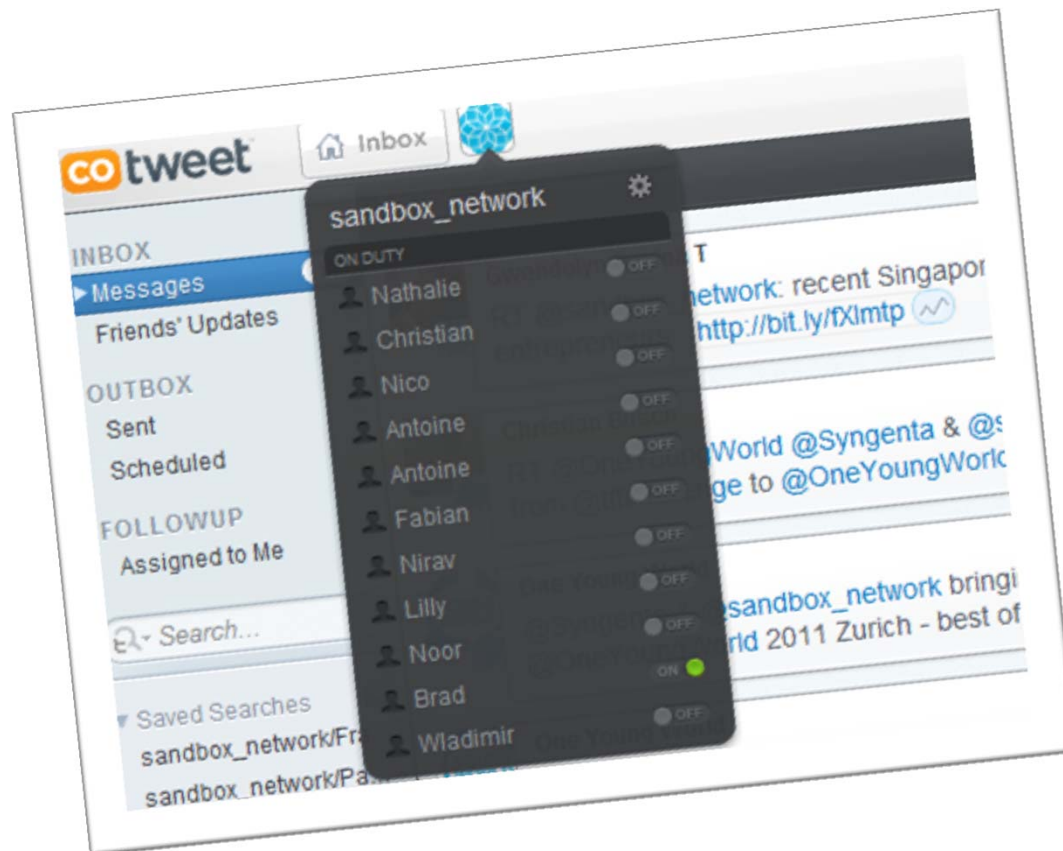 cotweet
Inbox
INBOX
Messages
Friends' Updates
OUTBOX
Sent
Scheduled
FOLLOWUP
Assigned to Me
Search...
Saved Searches
sandbox_network/Fra
sandbox_network/Pa...
sandbox_network
ON DUTY
Nathalie OFF
Christian OFF
Nico OFF
Antoine OFF
Antoine OFF
Fabian OFF
Nirav OFF
Lilly OFF
Noor OFF
Brad ON
Wladimir OFF
T
network: recent Singapor
http://bit.ly/fXlmtp
World @Syngenta & @s
ge to @OneYoungWorld
@sandbox_network bringi
rld 2011 Zurich - best of